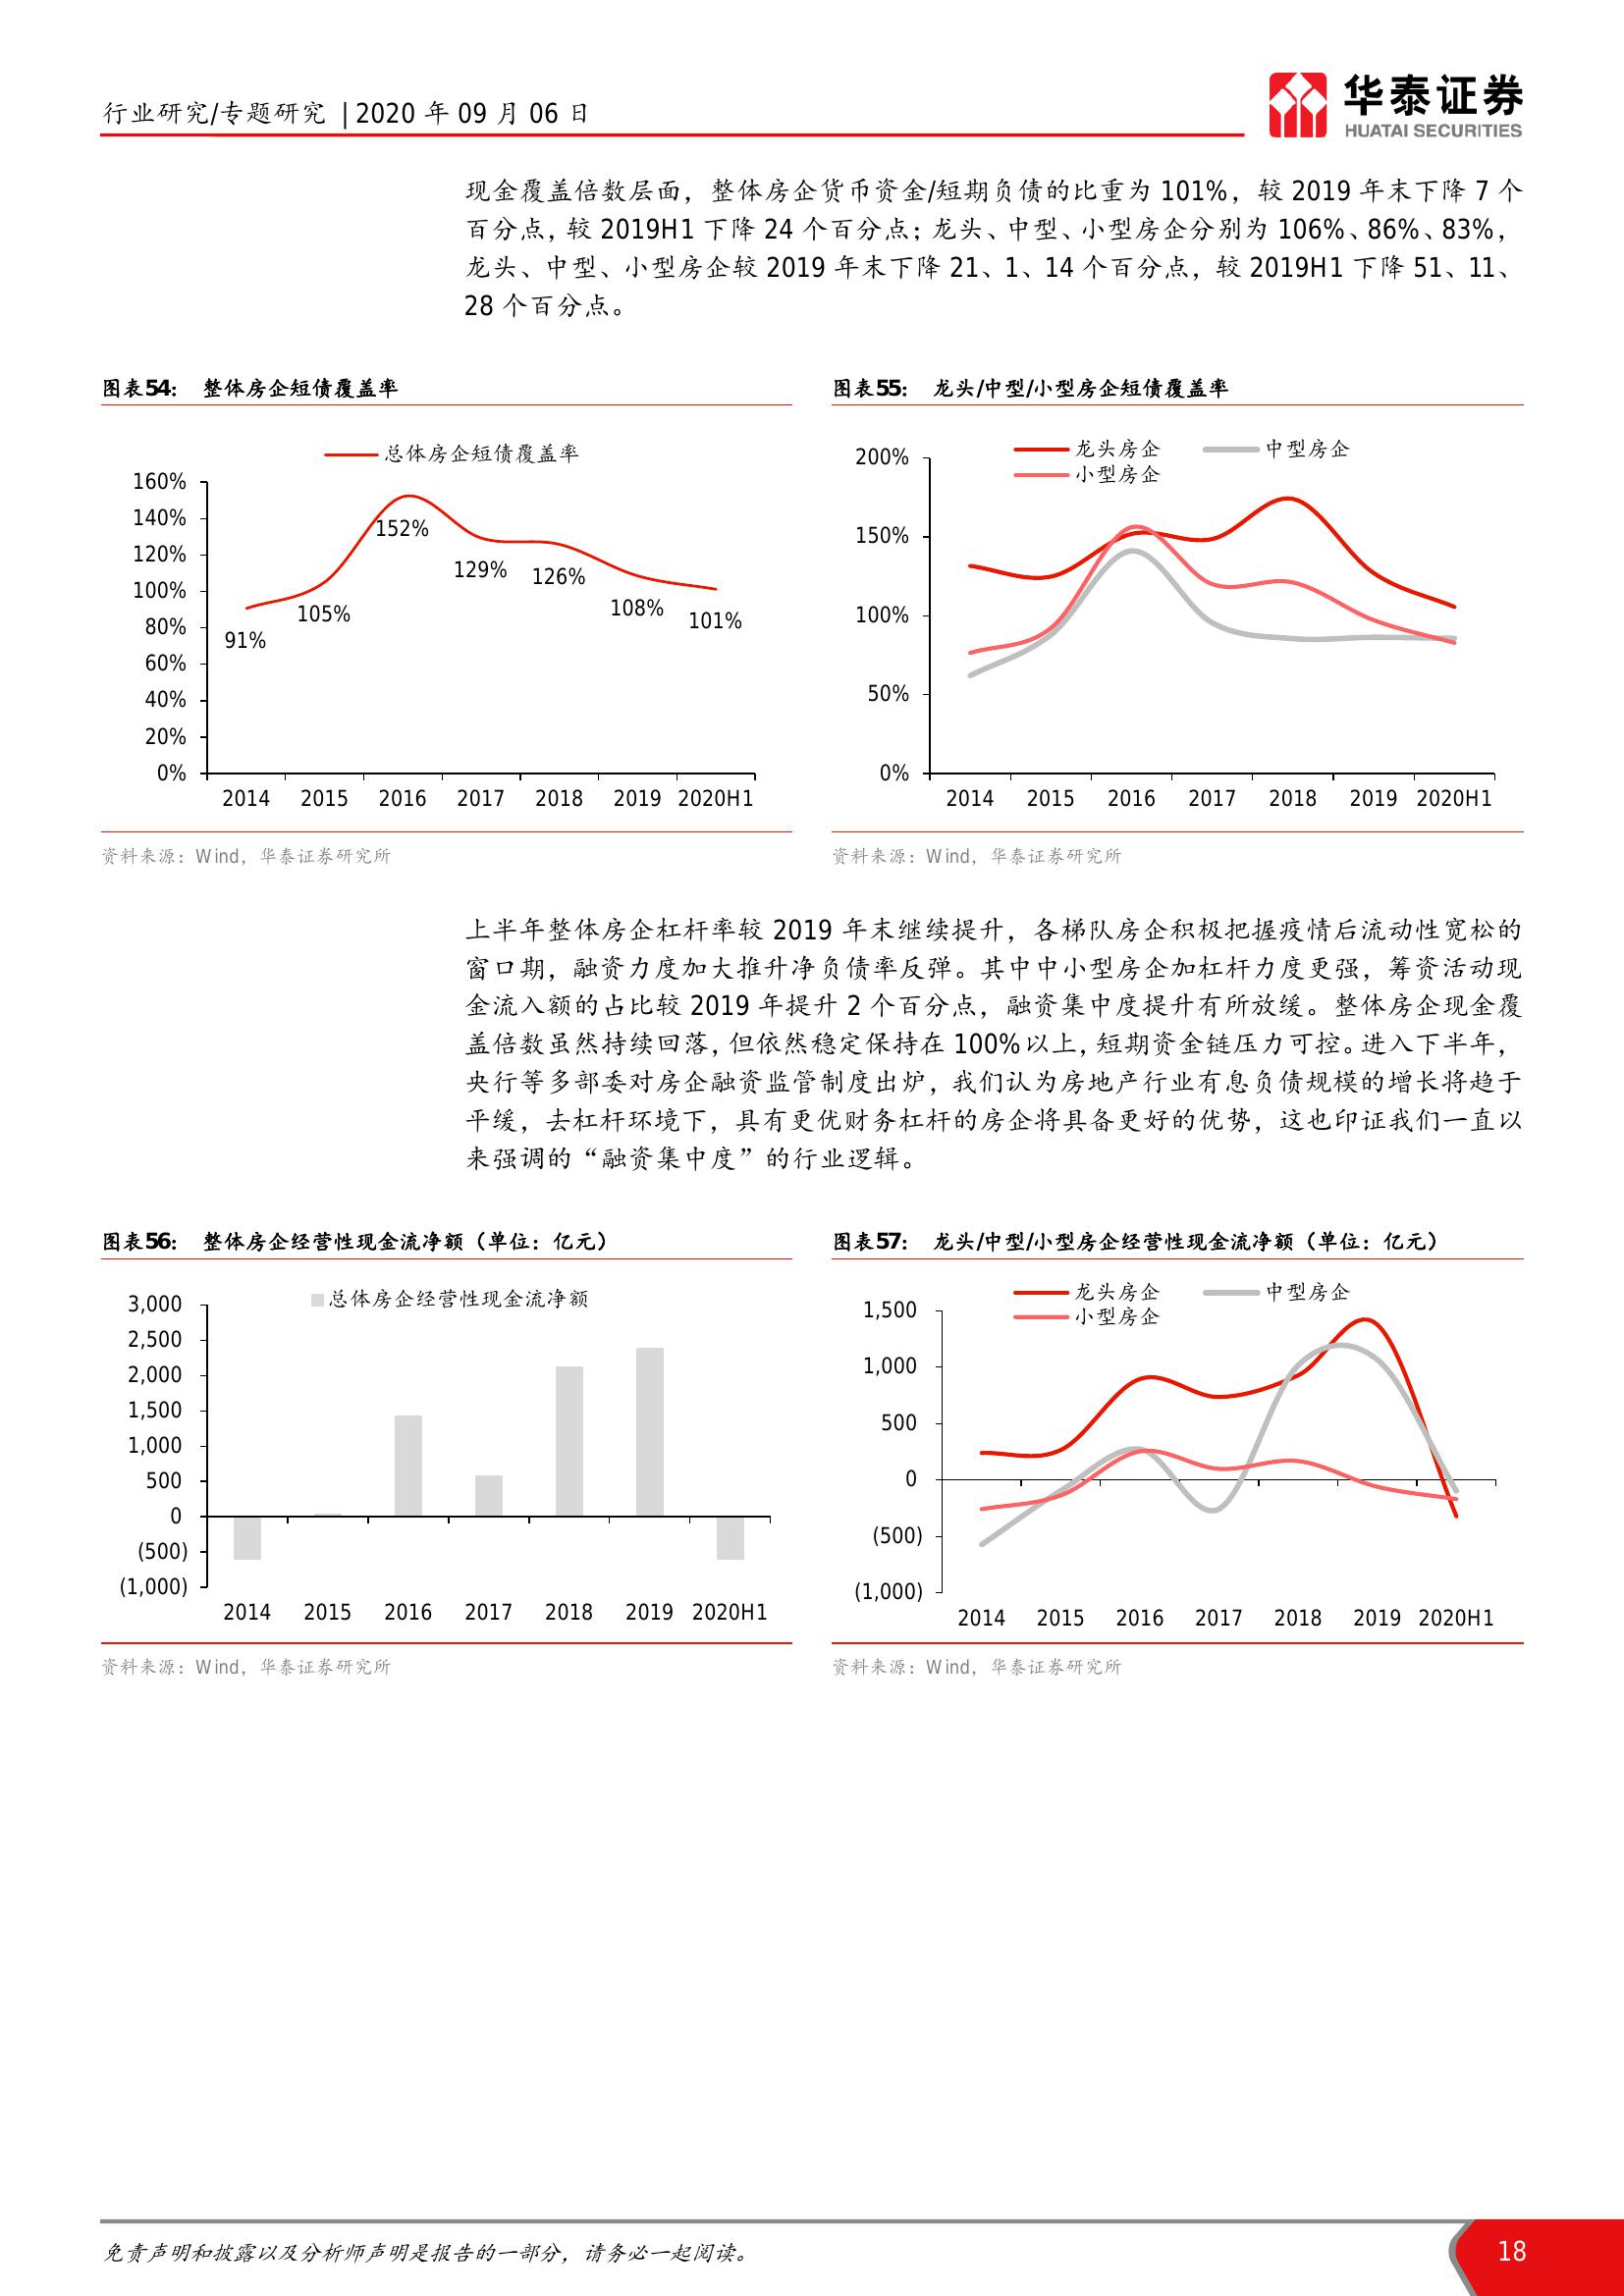 行业研究/专题研究 | 2020 年 09 月 06 日
华泰证券
HUATAI SECURITIES
现金覆盖倍数层面，整体房企货币资金/短期负债的比重为 101%，较 2019 年末下降 7 个
百分点，较 2019H1 下降 24 个百分点；龙头、中型、小型房企分别为 106%、86%、83%，
龙头、中型、小型房企较 2019 年末下降 21、1、14 个百分点，较 2019H1 下降 51、11、
28 个百分点。
图表54： 整体房企短债覆盖率
总体房企短债覆盖率
160%
140%
120%
100%
80%
60%
40%
20%
0%
91%
105%
152%
129%
126%
108%
101%
2014 2015 2016 2017 2018 2019 2020H1
资料来源：Wind，华泰证券研究所
图表55： 龙头/中型/小型房企短债覆盖率
龙头房企 中型房企
小型房企
200%
150%
100%
50%
0%
2014 2015 2016 2017 2018 2019 2020H1
资料来源：Wind，华泰证券研究所
上半年整体房企杠杆率较 2019 年末继续提升，各梯队房企积极把握疫情后流动性宽松的
窗口期，融资力度加大推升净负债率反弹。其中中小型房企加杠杆力度更强，筹资活动现
金流入额的占比较 2019 年提升 2 个百分点，融资集中度提升有所放缓。整体房企现金覆
盖倍数虽然持续回落，但依然稳定保持在 100%以上，短期资金链压力可控。进入下半年，
央行等多部委对房企融资监管制度出炉，我们认为房地产行业有息负债规模的增长将趋于
平缓，去杠杆环境下，具有更优财务杠杆的房企将具备更好的优势，这也印证我们一直以
来强调的“融资集中度”的行业逻辑。
图表56： 整体房企经营性现金流净额（单位：亿元）
总体房企经营性现金流净额
3,000
2,500
2,000
1,500
1,000
500
0
(500)
(1,000)
2014 2015 2016 2017 2018 2019 2020H1
资料来源：Wind，华泰证券研究所
图表57： 龙头/中型/小型房企经营性现金流净额（单位：亿元）
龙头房企 中型房企
小型房企
1,500
1,000
500
0
(500)
(1,000)
2014 2015 2016 2017 2018 2019 2020H1
资料来源：Wind，华泰证券研究所
免责声明和披露以及分析师声明是报告的一部分，请务必一起阅读。
18